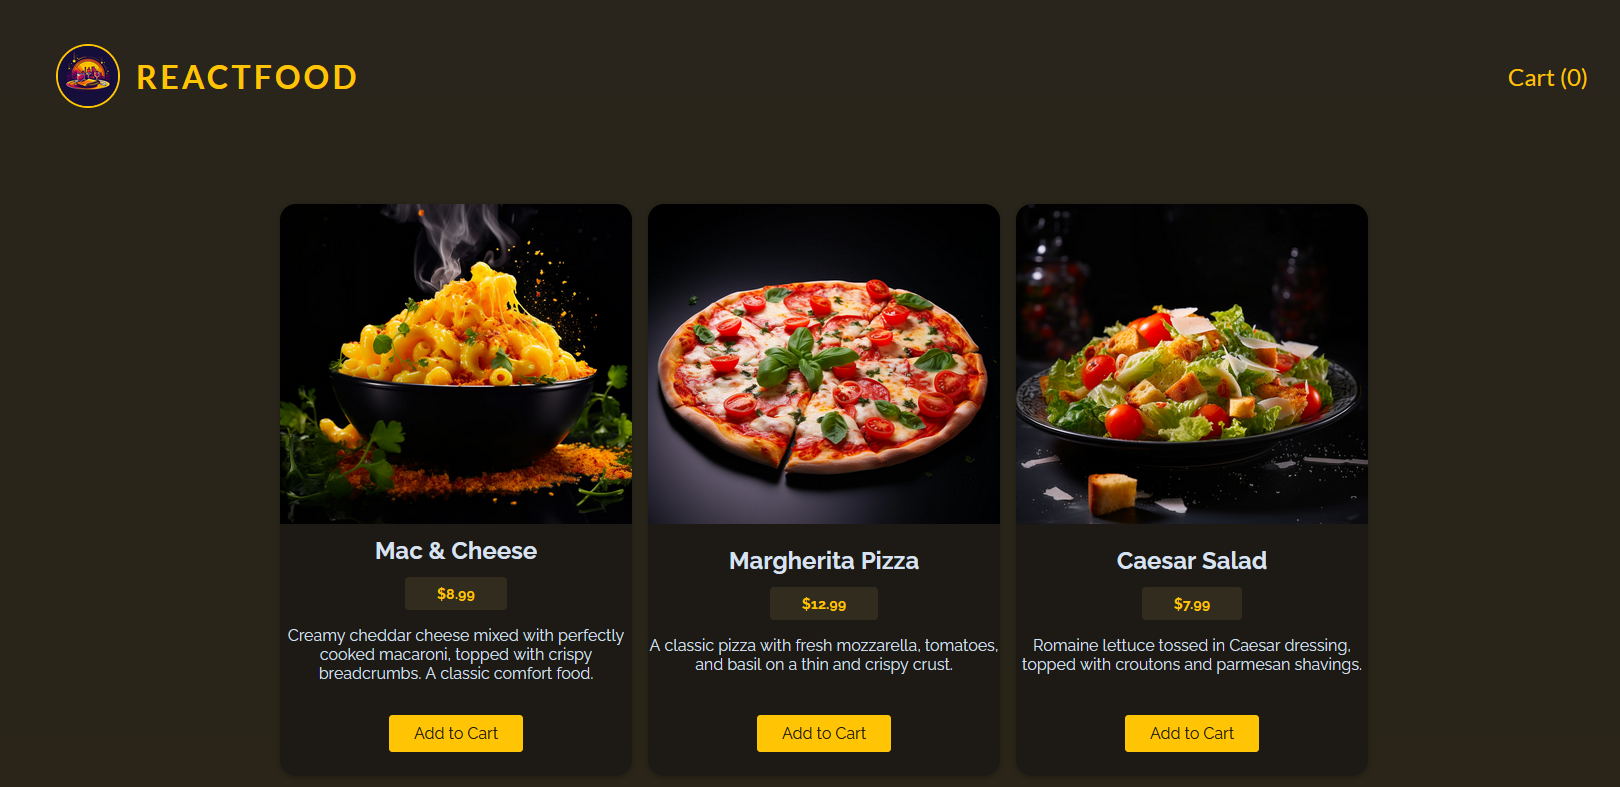 REACTFOOD
Cart (0)
Mac & Cheese
$8.99
Creamy cheddar cheese mixed with perfectly
cooked macaroni, topped with crispy
breadcrumbs. A classic comfort food.
Add to Cart
Margherita Pizza
$12.99
A classic pizza with fresh mozzarella, tomatoes,
and basil on a thin and crispy crust.
Add to Cart
Caesar Salad
$7.99
Romaine lettuce tossed in Caesar dressing,
topped with croutons and parmesan shavings.
Add to Cart